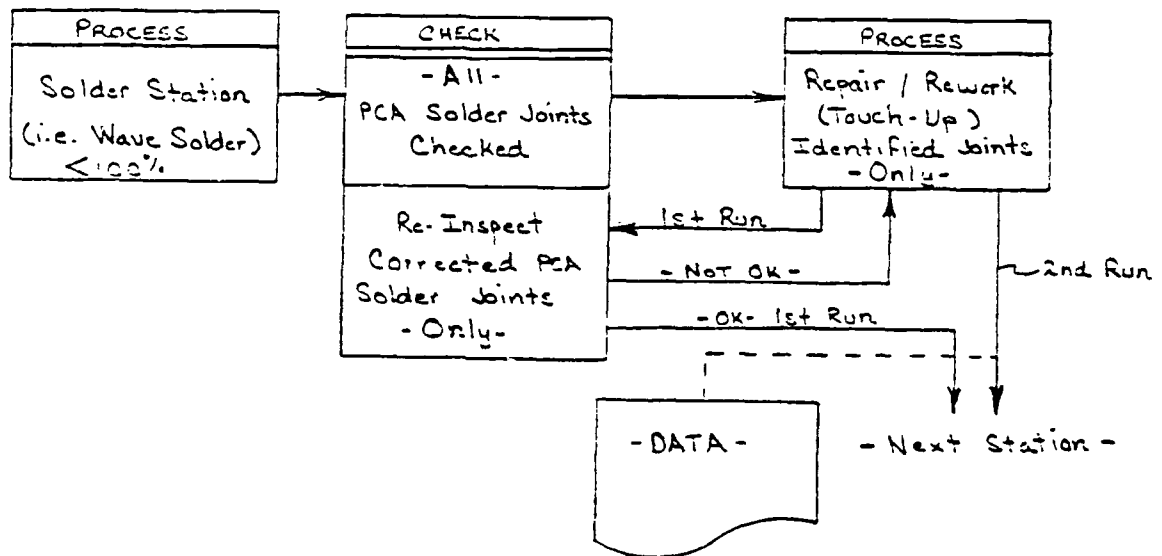 PROCESS
Solder Station
(i.e. Wave Solder)
<100%
CHECK
- All -
PCA Solder Joints
Checked
PROCESS
Repair / Rework
(Touch-Up)
Identified Joints
- Only -
Re-Inspect
Corrected PCA
Solder Joints
- Only -
1st Run
- NOT OK -
- OK - 1st Run
2nd Run
- DATA -
- Next Station -